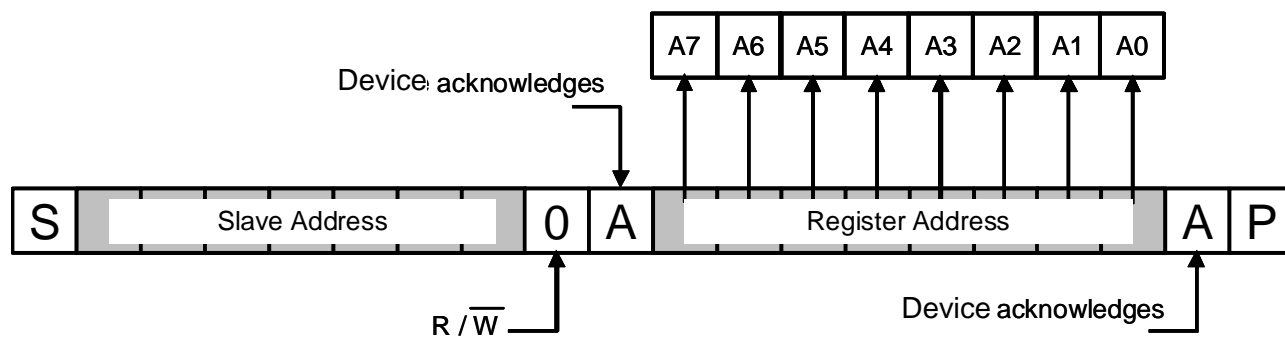 A7 A6 A5 A4 A3 A2 A1 A0
Device acknowledges
S Slave Address 0 A Register Address A P
R / W̅
Device acknowledges